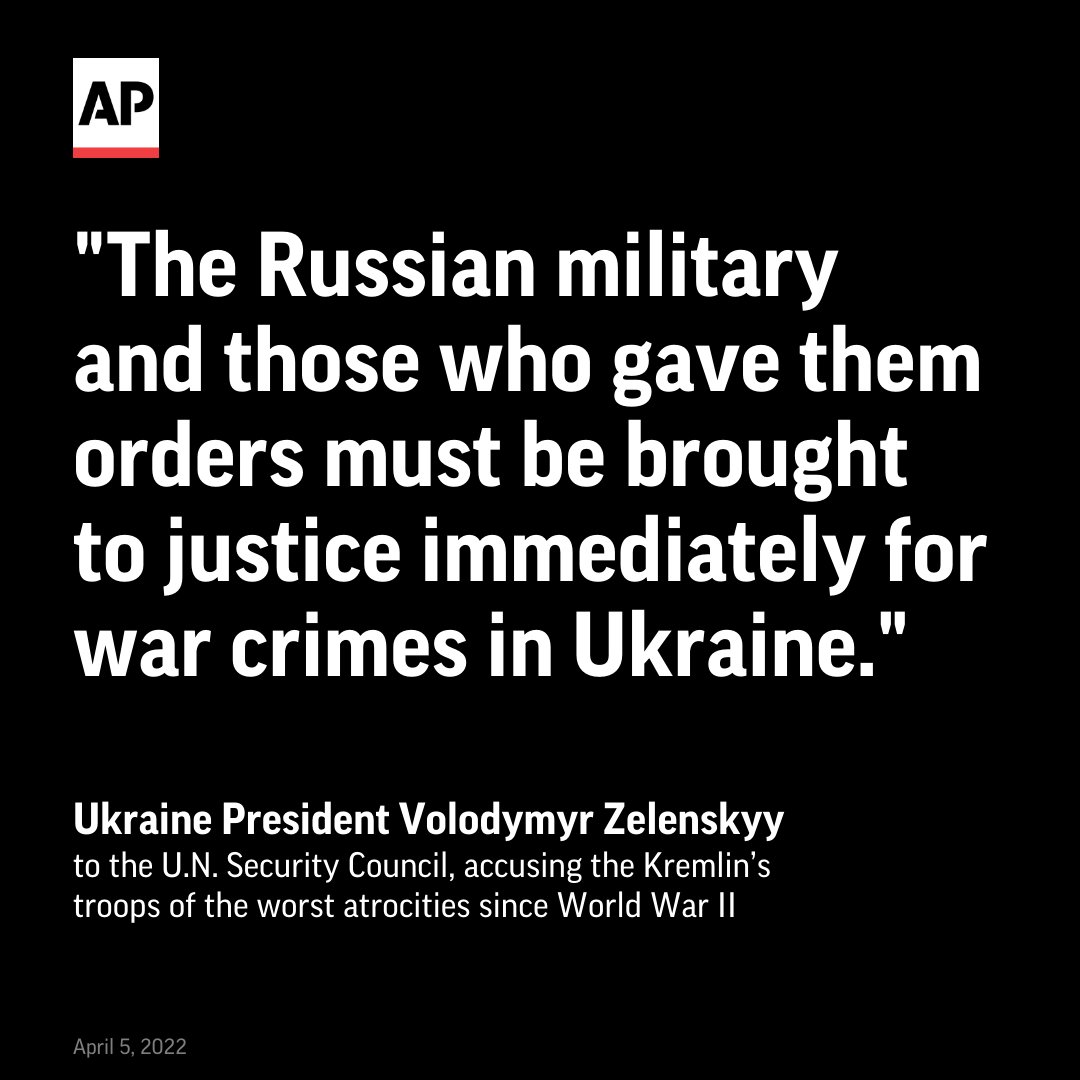 AP
"The Russian military
and those who gave them
orders must be brought
to justice immediately for
war crimes in Ukraine."
Ukraine President Volodymyr Zelenskyy
to the U.N. Security Council, accusing the Kremlin’s
troops of the worst atrocities since World War II
April 5, 2022